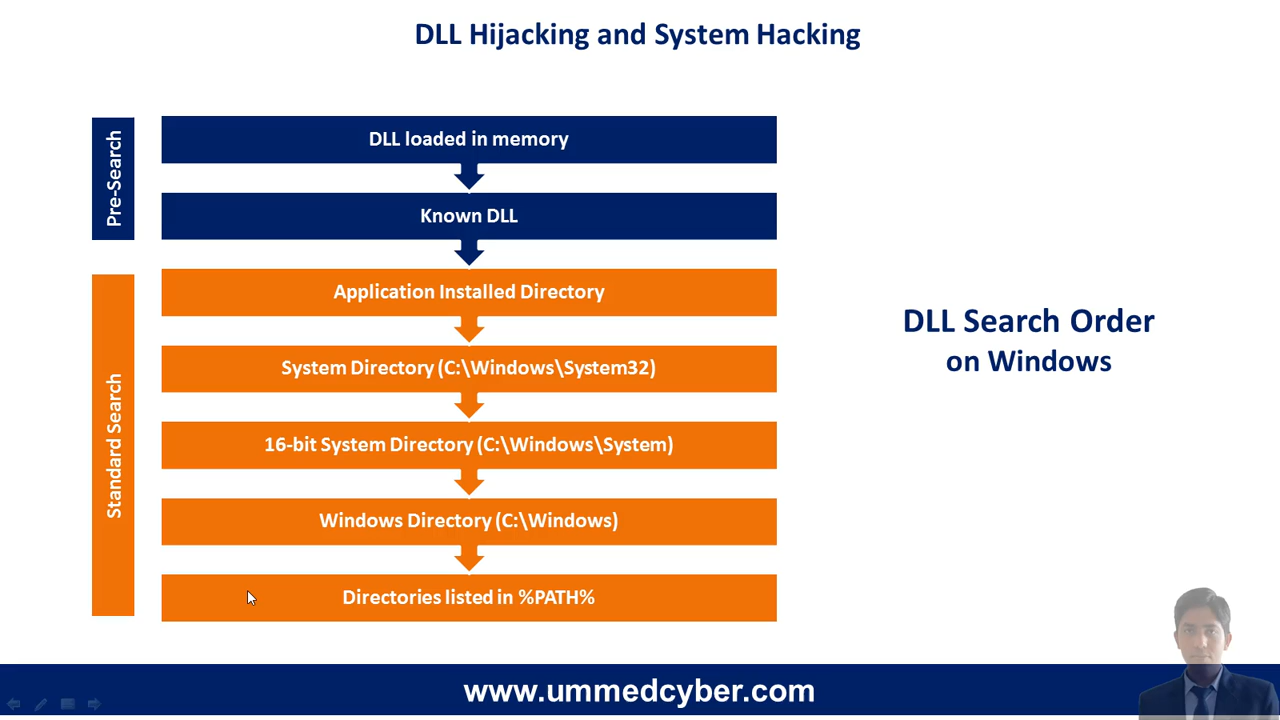 DLL Hijacking and System Hacking
Pre-Search
DLL loaded in memory
Known DLL
Standard Search
Application Installed Directory
System Directory (C:\Windows\System32)
16-bit System Directory (C:\Windows\System)
Windows Directory (C:\Windows)
Directories listed in %PATH%
DLL Search Order
on Windows
www.ummedcyber.com